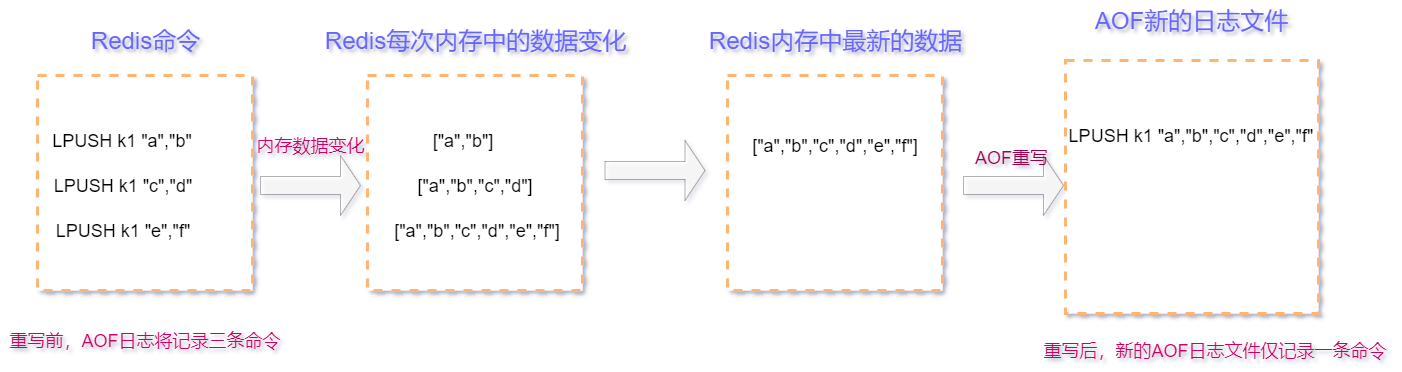 Redis命令
LPUSH k1 "a","b"
LPUSH k1 "c","d"
LPUSH k1 "e","f"
重写前，AOF日志将记录三条命令
内存数据变化
Redis每次内存中的数据变化
["a","b"]
["a","b","c","d"]
["a","b","c","d","e","f"]
Redis内存中最新的数据
["a","b","c","d","e","f"]
AOF重写
AOF新的日志文件
LPUSH k1 "a","b","c","d","e","f"
重写后，新的AOF日志文件仅记录一条命令